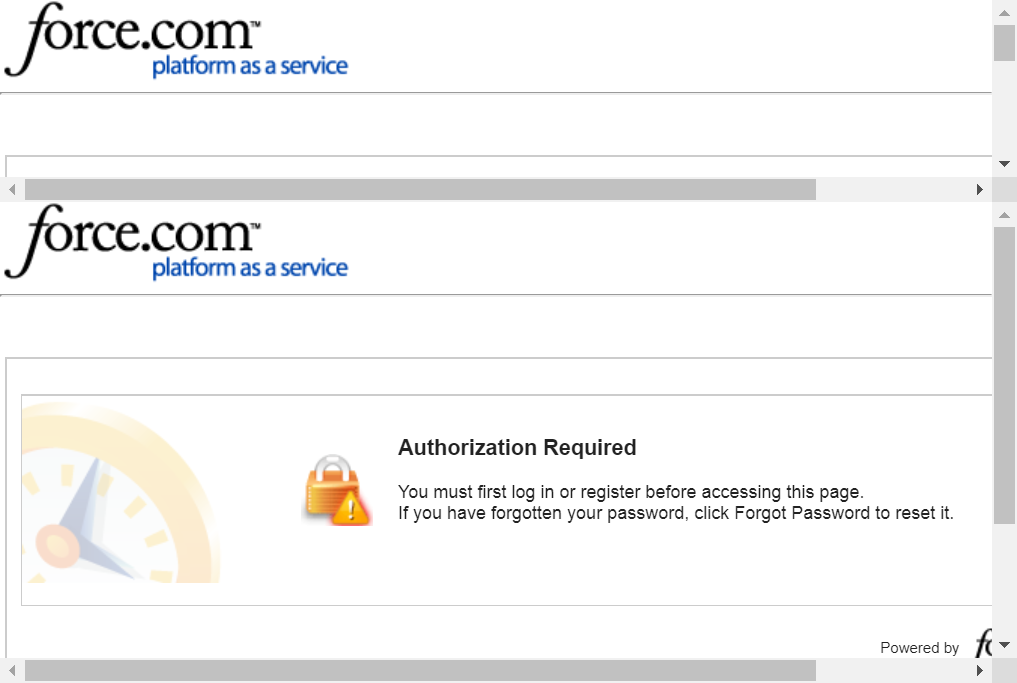 force.com™
platform as a service
force.com™
platform as a service
Authorization Required
You must first log in or register before accessing this page.
If you have forgotten your password, click Forgot Password to reset it.
Powered by